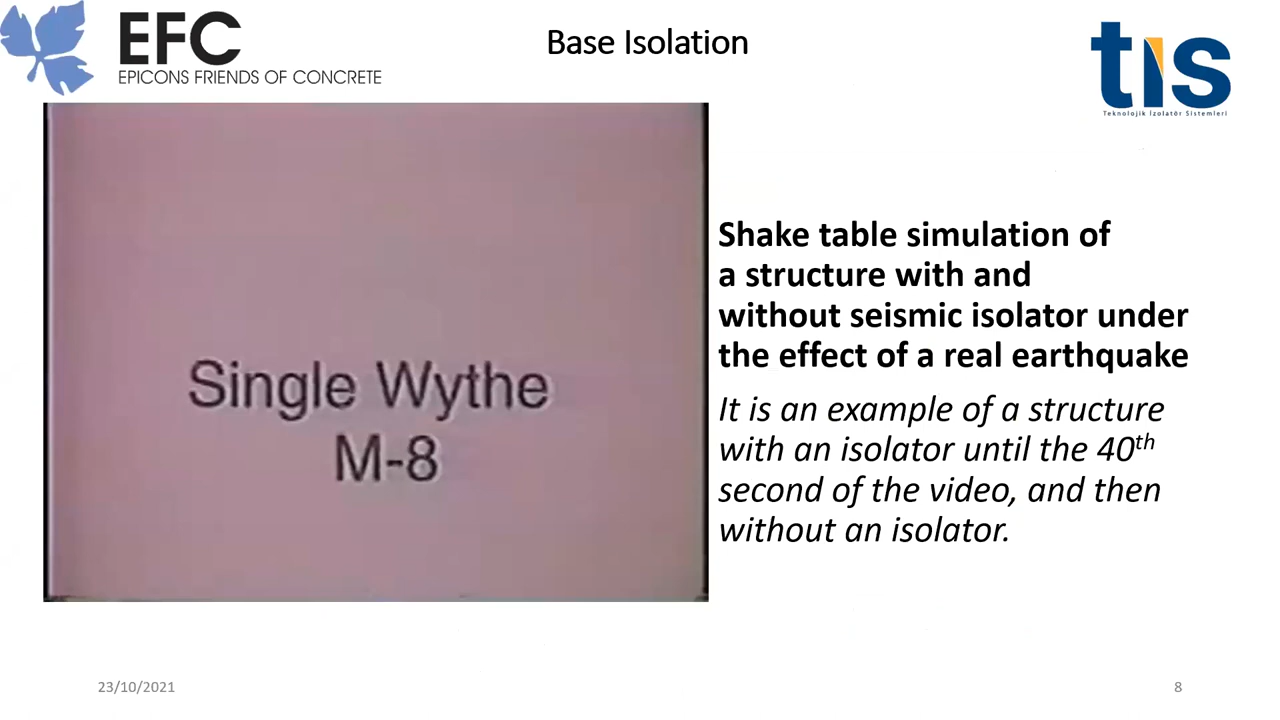 EFC
EPICONS FRIENDS OF CONCRETE
Base Isolation
tıs
Teknolojik İzolatör Sistemleri
Single Wythe
M-8
Shake table simulation of
a structure with and
without seismic isolator under
the effect of a real earthquake
It is an example of a structure
with an isolator until the 40th
second of the video, and then
without an isolator.
23/10/2021
8